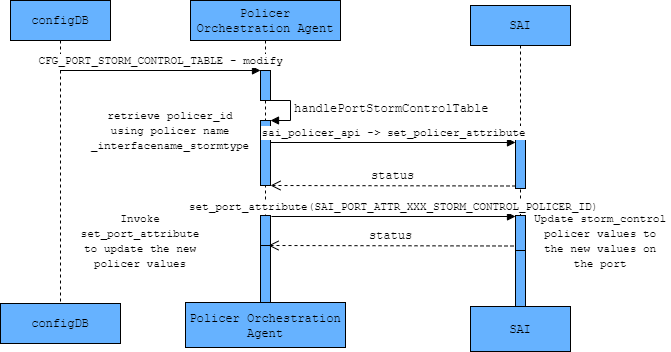 configDB
Policer
Orchestration Agent
SAI
CFG_PORT_STORM_CONTROL_TABLE - modify
handlePortStormControlTable
retrieve policer_id
using policer name
_interfacename_stormtype
sai_policer_api -> set_policer_attribute
status
set_port_attribute(SAI_PORT_ATTR_XXX_STORM_CONTROL_POLICER_ID)
Invoke
set_port_attribute
to update the new
policer values
status
Update storm_control
policer values to
the new values on
the port
configDB
Policer Orchestration
Agent
SAI